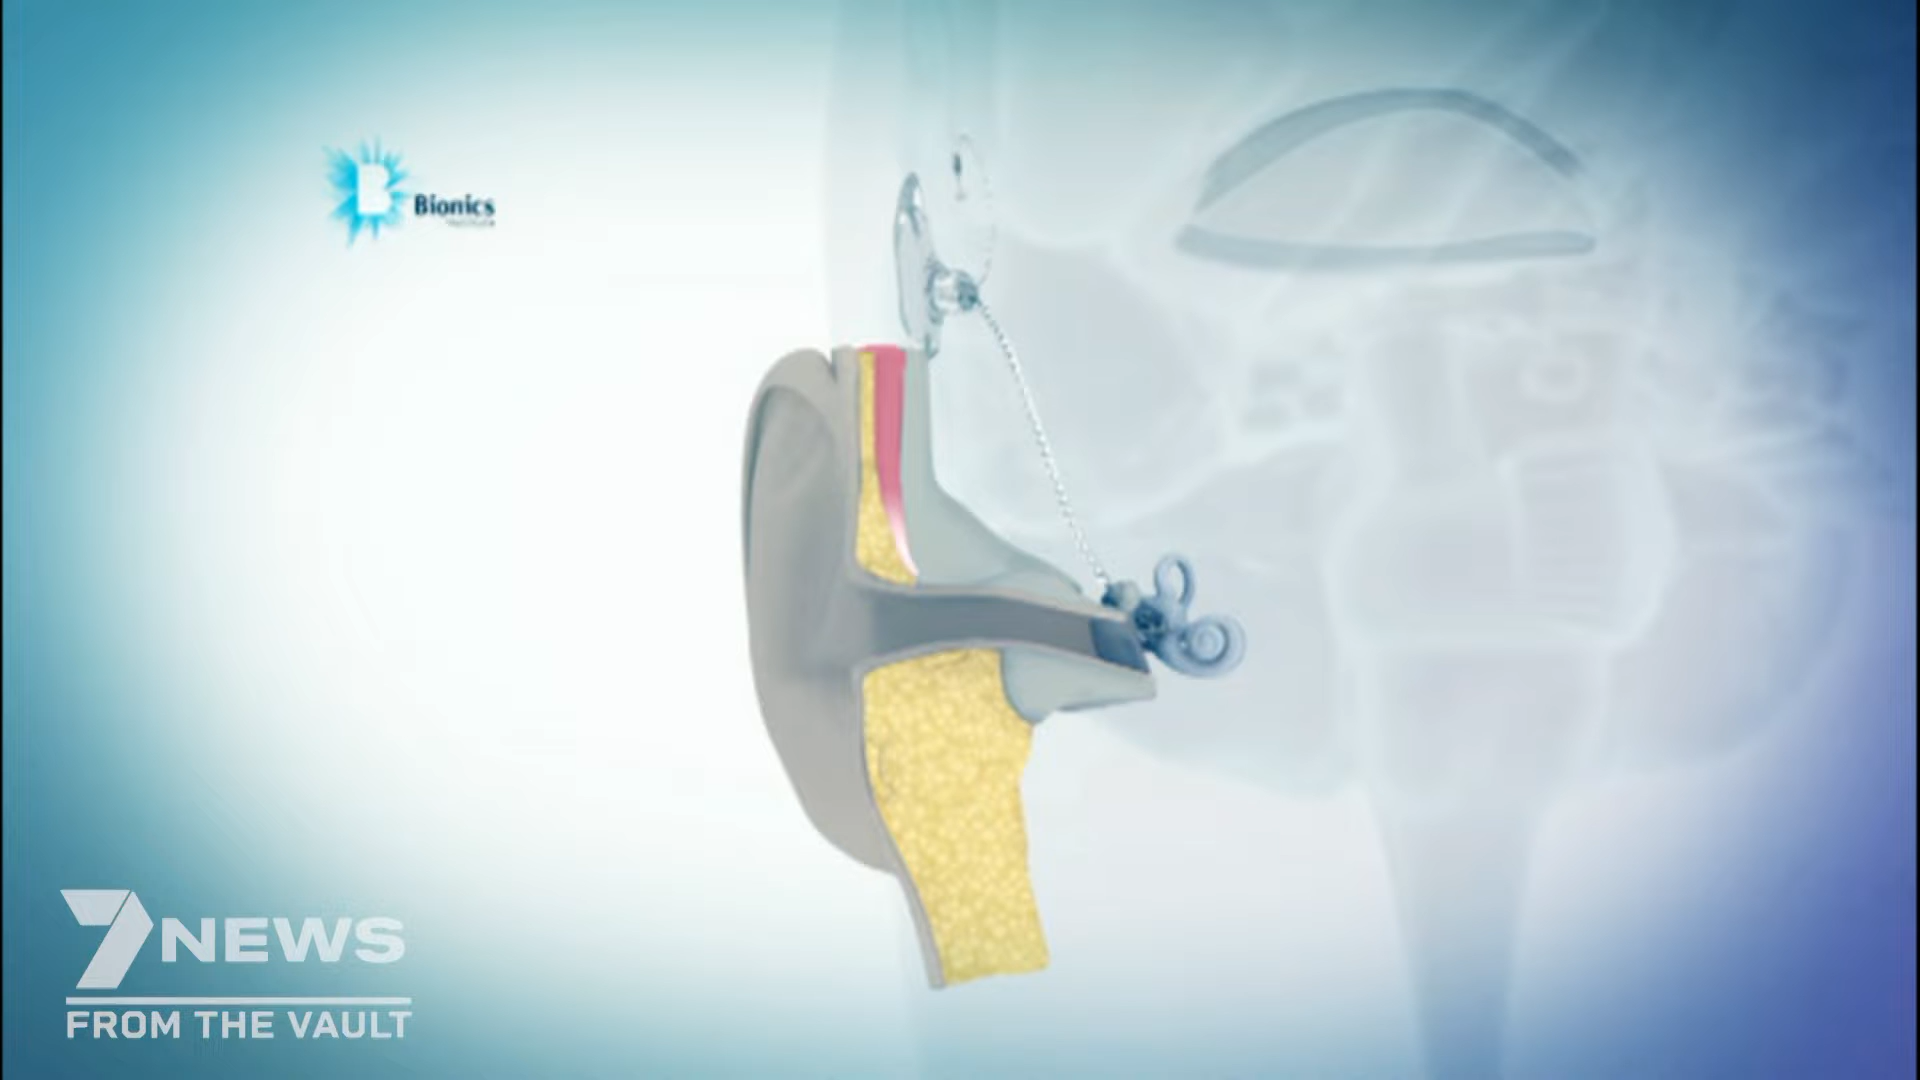 Bionics
7NEWS
FROM THE VAULT